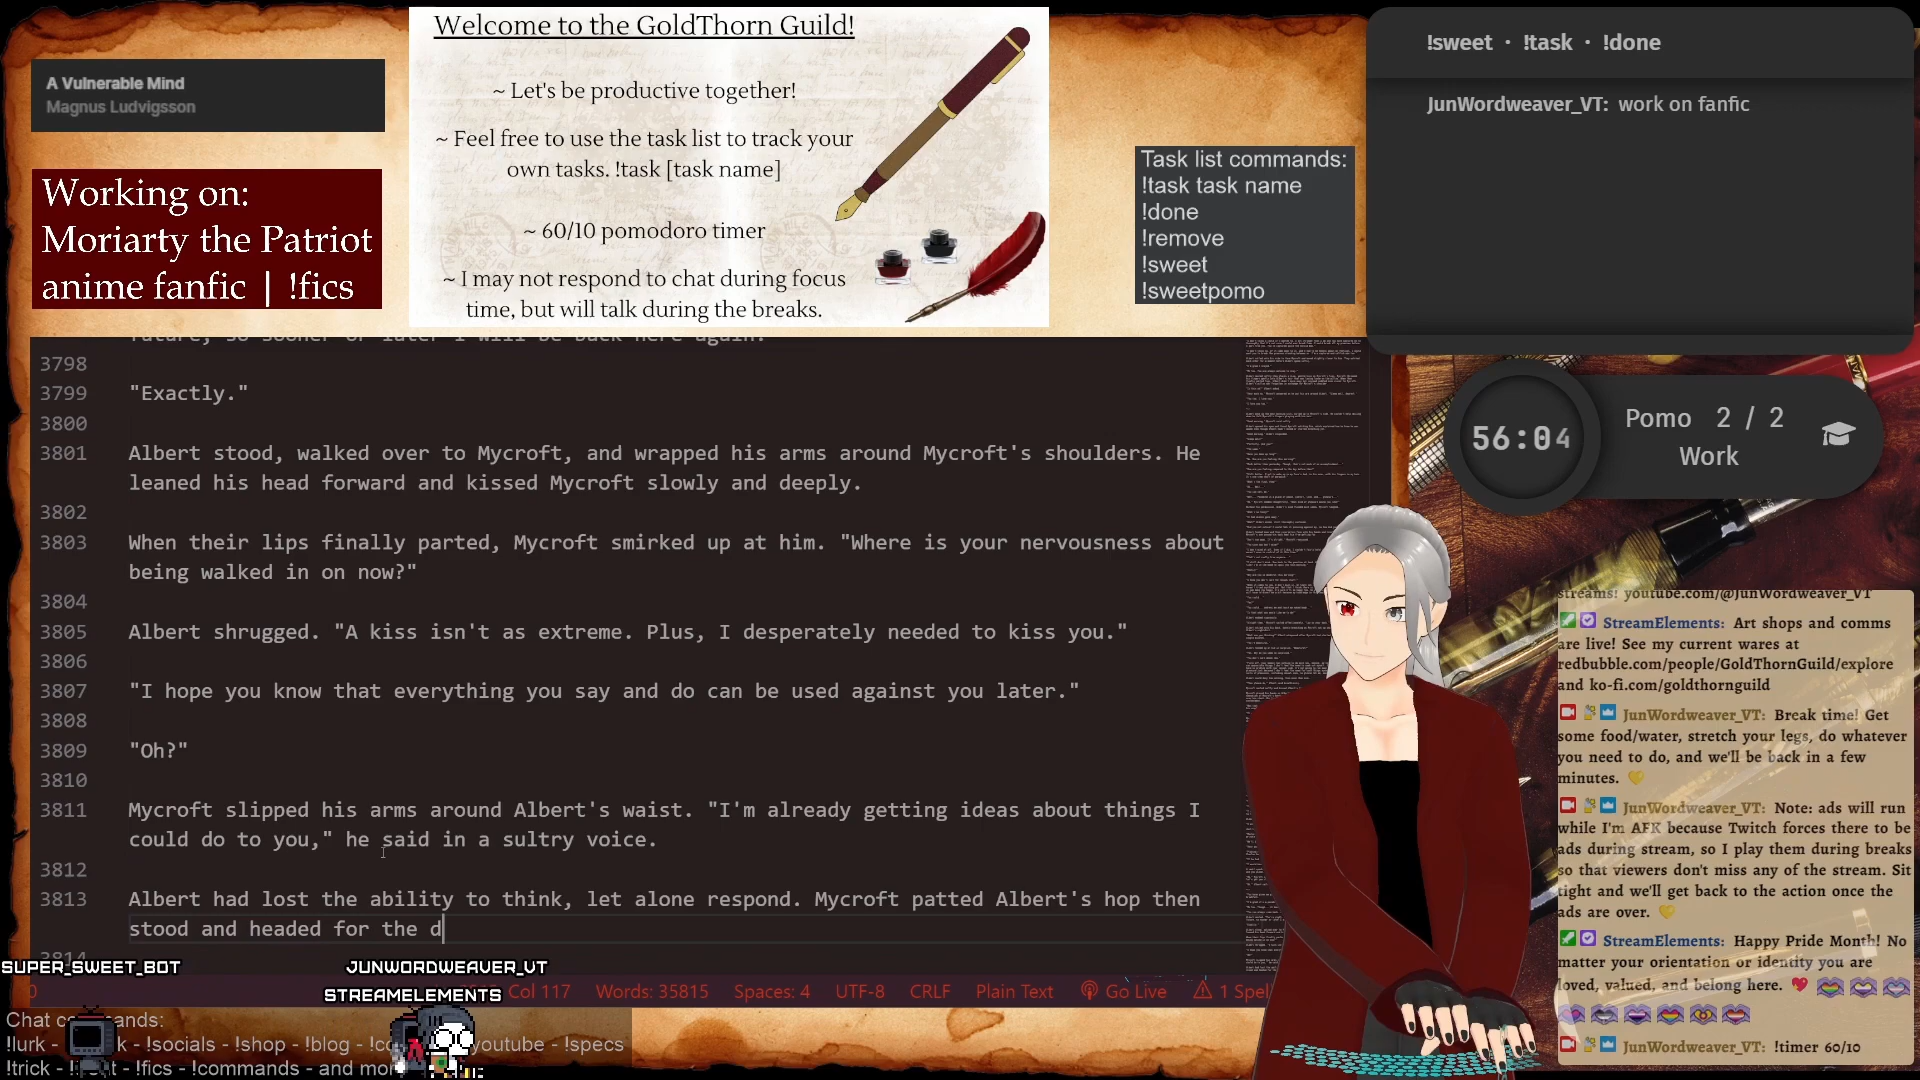 A Vulnerable Mind
Magnus Ludvigsson
Working on:
Moriarty the Patriot
anime fanfic | !fics
Welcome to the GoldThorn Guild!
~ Let's be productive together!
~ Feel free to use the task list to track your
own tasks. !task [task name]
~ 60/10 pomodoro timer
~ I may not respond to chat during focus
time, but will talk during the breaks.
Task list commands:
!task task name
!done
!remove
!sweet
!sweetpomo
!sweet · !task · !done
JunWordweaver_VT: work on fanfic
56:04
Pomo 2 / 2
Work
future, so sooner or later I will be back here again.
3798
3799 "Exactly."
3800
3801 Albert stood, walked over to Mycroft, and wrapped his arms around Mycroft's shoulders. He
leaned his head forward and kissed Mycroft slowly and deeply.
3802
3803 When their lips finally parted, Mycroft smirked up at him. "Where is your nervousness about
being walked in on now?"
3804
3805 Albert shrugged. "A kiss isn't as extreme. Plus, I desperately needed to kiss you."
3806
3807 "I hope you know that everything you say and do can be used against you later."
3808
3809 "Oh?"
3810
3811 Mycroft slipped his arms around Albert's waist. "I'm already getting ideas about things I
could do to you," he said in a sultry voice.
3812
3813 Albert had lost the ability to think, let alone respond. Mycroft patted Albert's hop then
stood and headed for the d
3814
Col 117 Words: 35815 Spaces: 4 UTF-8 CRLF Plain Text Go Live 1 Spell
SUPER_SWEET_BOT
JUNWORDWEAVER_VT
STREAMELEMENTS
Chat
!lurk - - !socials - !shop - !blog - youtube - !specs
!trick - - !fics - !commands - and
streams! youtube.com/@JunWordweaver_VT
StreamElements: Art shops and comms
are live! See my current wares at
redbubble.com/people/GoldThornGuild/explore
and ko-fi.com/goldthornguild
JunWordweaver_VT: Break time! Get
some food/water, stretch your legs, do whatever
you need to do, and we'll be back in a few
minutes.
JunWordweaver_VT: Note: ads will run
while I'm AFK because Twitch forces there to be
ads during stream, so I play them during breaks
so that viewers don't miss any of the stream. Sit
tight and we'll get back to the action once the
ads are over.
StreamElements: Happy Pride Month! No
matter your orientation or identity you are
loved, valued, and belong here.
JunWordweaver_VT: !timer 60/10